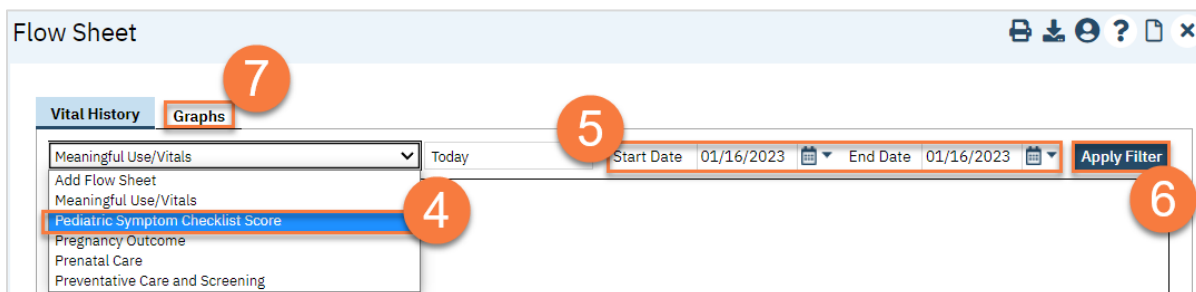 Flow Sheet
?
7
Vital History Graphs
5
Meaningful Use/Vitals Today Start Date 01/16/2023 End Date 01/16/2023 Apply Filter
Add Flow Sheet
Meaningful Use/Vitals
Pediatric Symptom Checklist Score
4
6
Pregnancy Outcome
Prenatal Care
Preventative Care and Screening